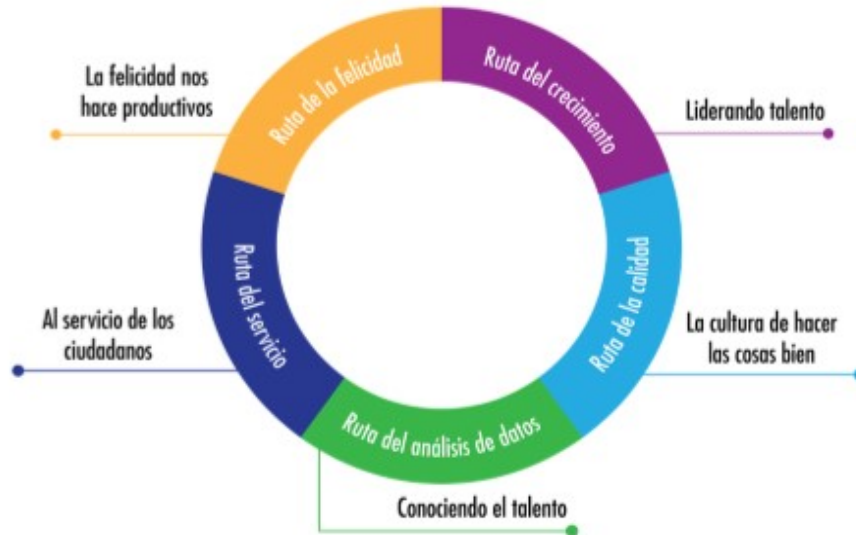 Ruta de la felicidad
Ruta del crecimiento
La felicidad nos
hace productivos
Liderando talento
Ruta del servicio
Ruta de la calidad
Al servicio de los
ciudadanos
La cultura de hacer
las cosas bien
Ruta del análisis de datos
Conociendo el talento